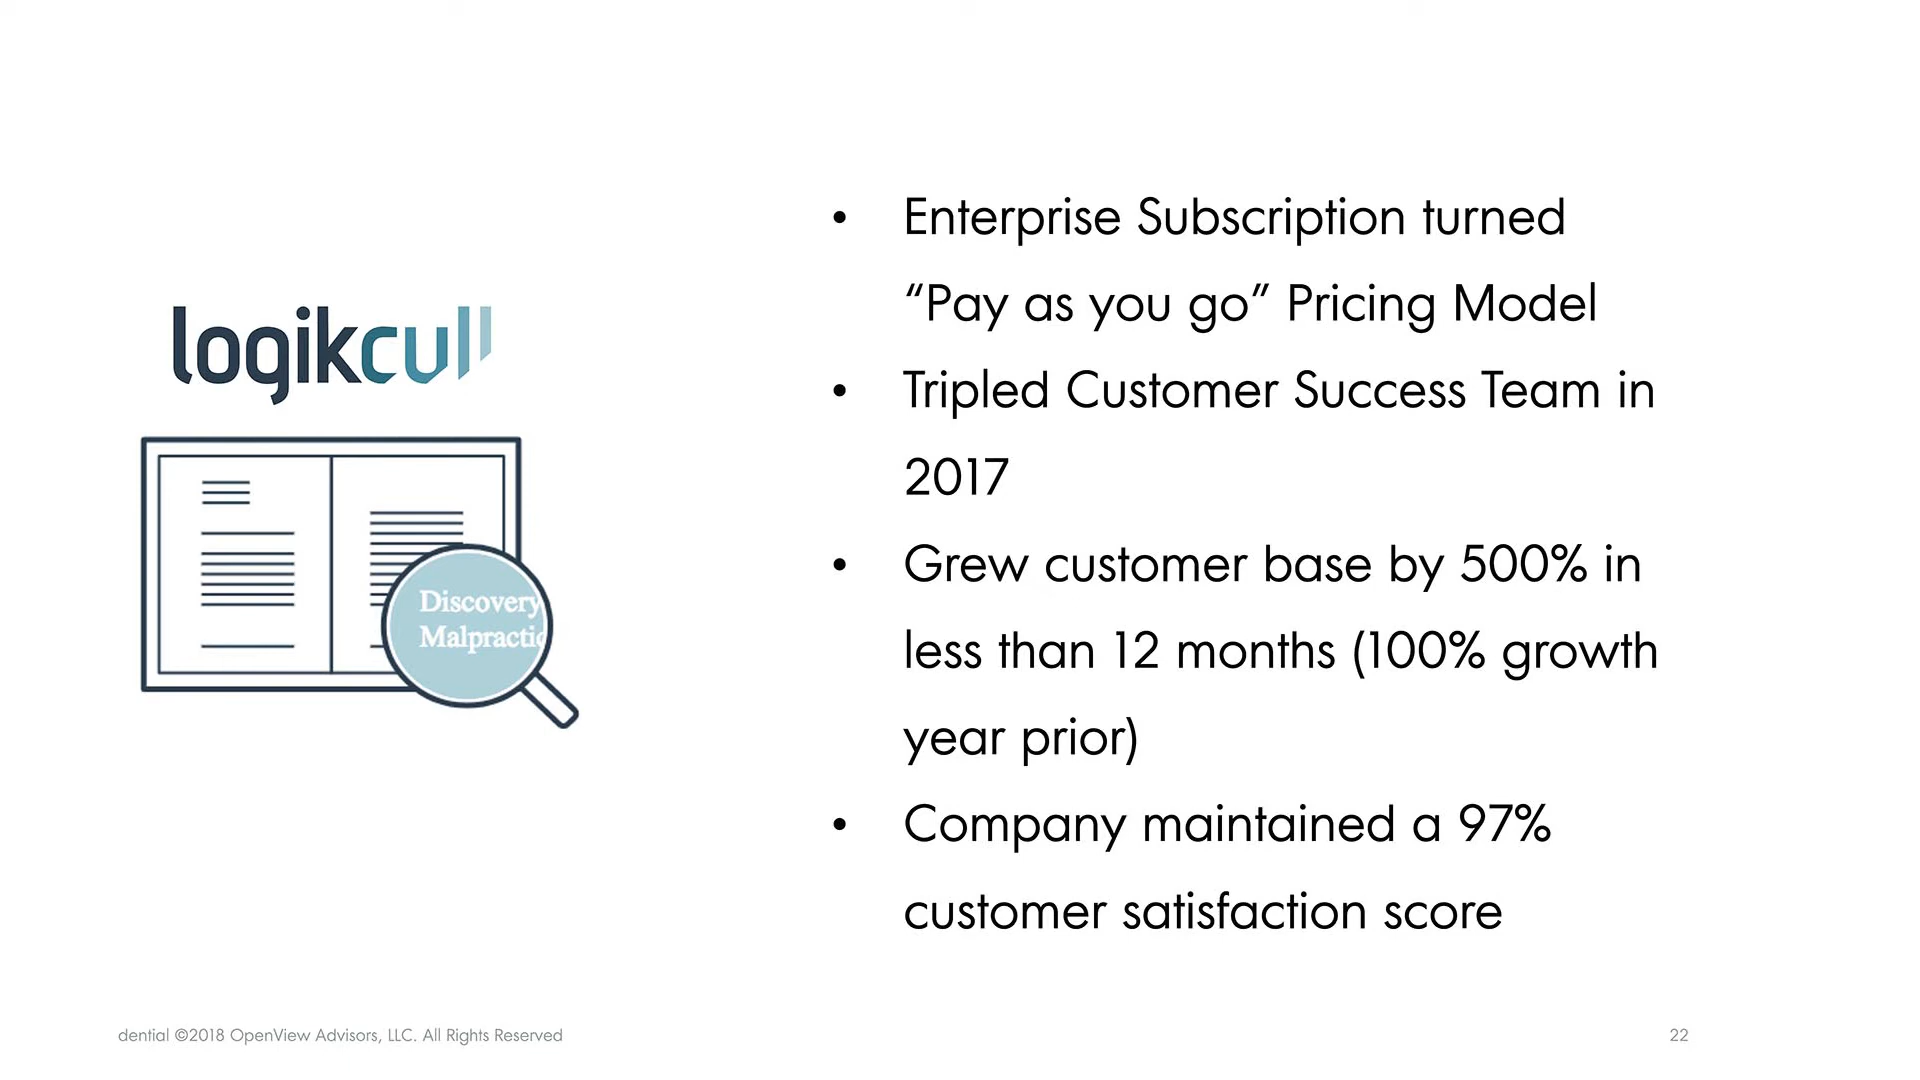 logikcull
Discovery
Malpractic
• Enterprise Subscription turned
“Pay as you go” Pricing Model
• Tripled Customer Success Team in
2017
• Grew customer base by 500% in
less than 12 months (100% growth
year prior)
• Company maintained a 97%
customer satisfaction score
dential ©2018 OpenView Advisors, LLC. All Rights Reserved
22